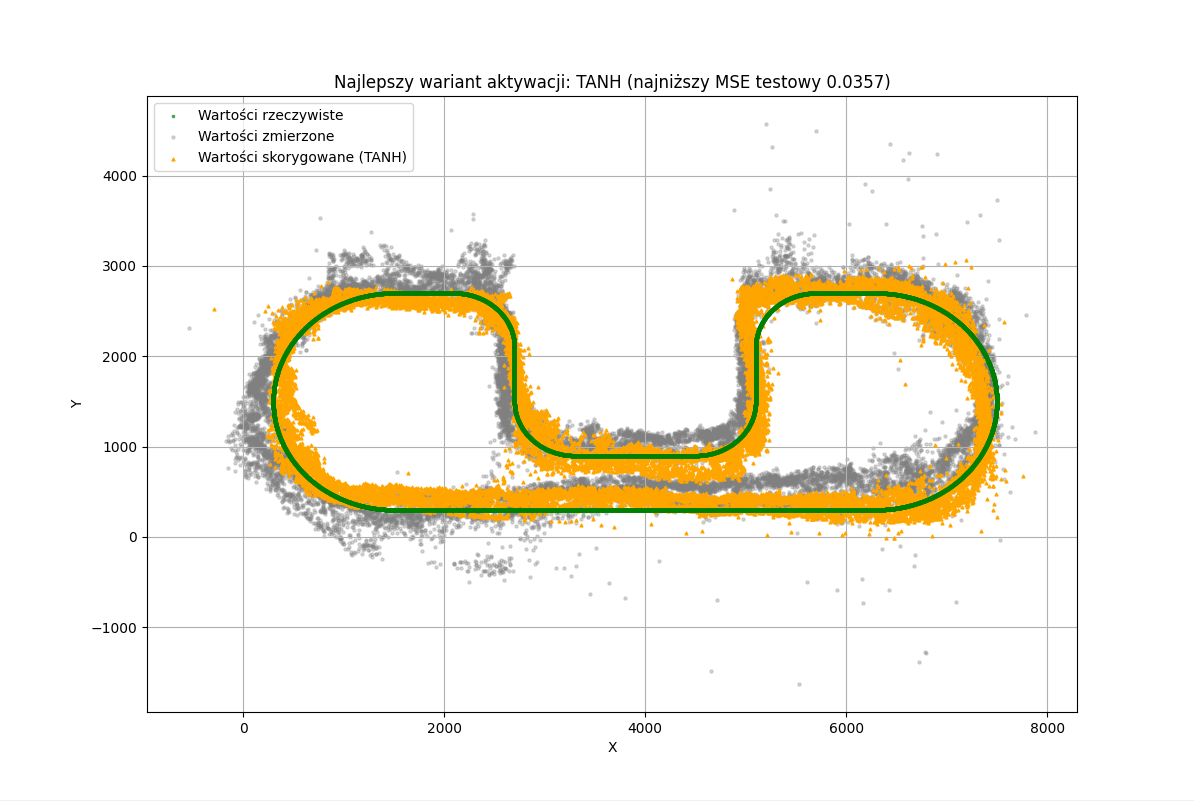 Najlepszy wariant aktywacji: TANH (najniższy MSE testowy 0.0357)
Wartości rzeczywiste
Wartości zmierzone
Wartości skorygowane (TANH)
4000
3000
2000
1000
0
−1000
Y
0 2000 4000 6000 8000
X